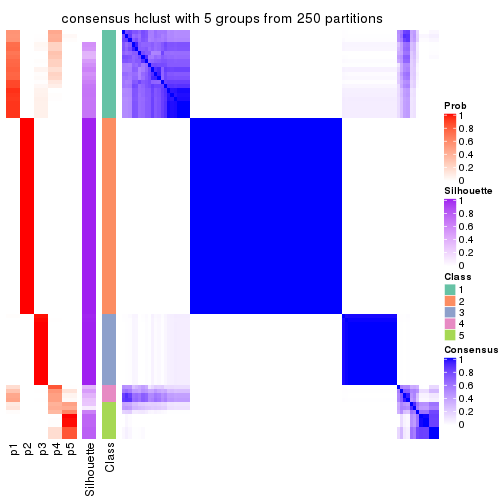 consensus hclust with 5 groups from 250 partitions
Prob
1
0.8
0.6
0.4
0.2
0
Silhouette
1
0.8
0.6
0.4
0.2
0
Class
1
2
3
4
5
Consensus
1
0.8
0.6
0.4
0.2
0
p1
p2
p3
p4
p5
Silhouette
Class